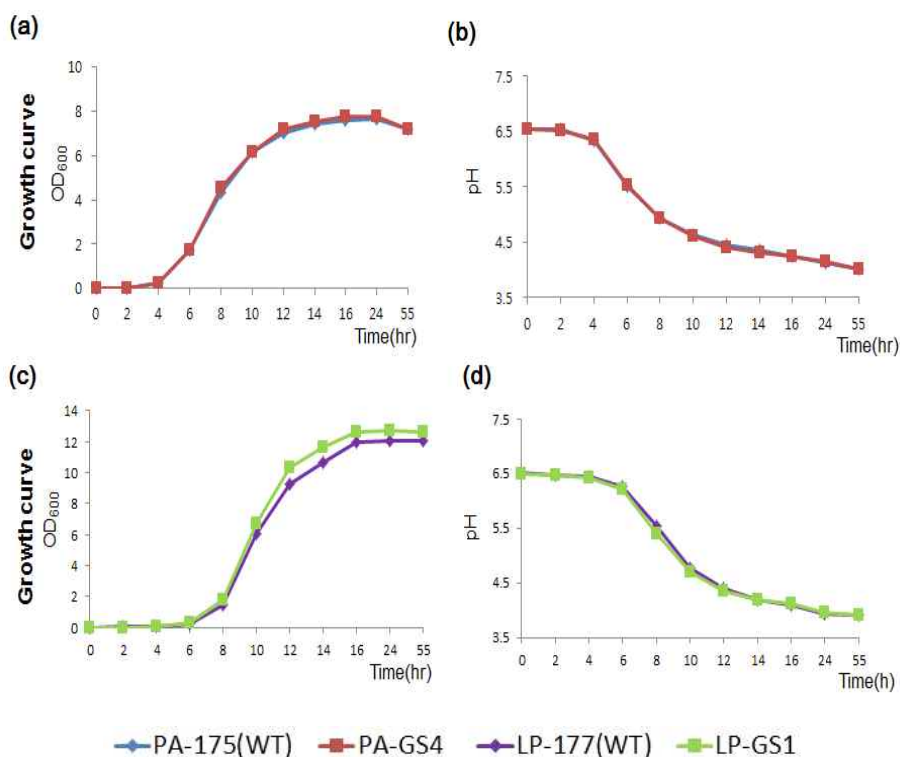 (a)
Growth curve
OD600
10
8
6
4
2
0
0 2 4 6 8 10 12 14 16 24 55
Time(hr)
(b)
pH
7.5
6.5
5.5
4.5
3.5
0 2 4 6 8 10 12 14 16 24 55
Time(hr)
(c)
Growth curve
OD600
14
12
10
8
6
4
2
0
0 2 4 6 8 10 12 14 16 24 55
Time(hr)
(d)
pH
7.5
6.5
5.5
4.5
3.5
0 2 4 6 8 10 12 14 16 24 55
Time(h)
PA-175(WT) PA-GS4 LP-177(WT) LP-GS1